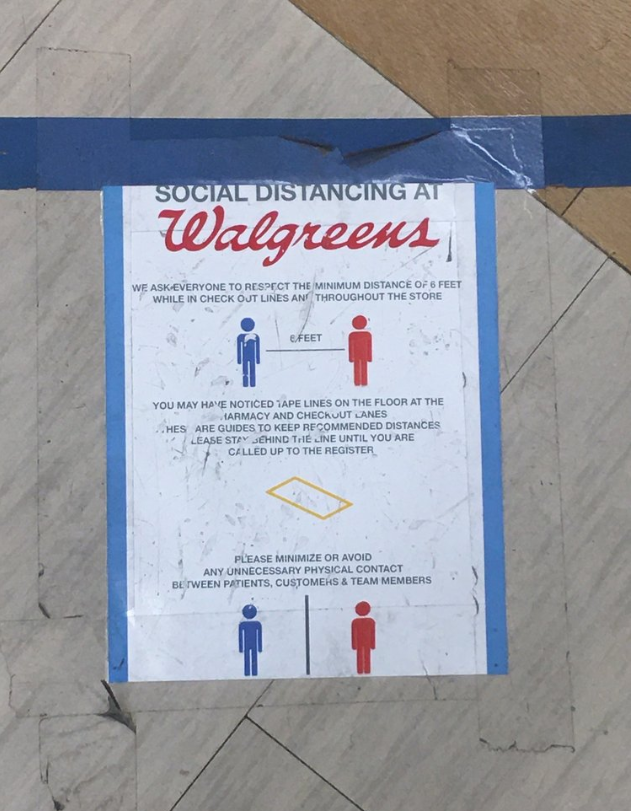 SOCIAL DISTANCING AT
Walgreens
WE ASK EVERYONE TO RESPECT THE MINIMUM DISTANCE OF 6 FEET
WHILE IN CHECK OUT LINES AND THROUGHOUT THE STORE
6 FEET
YOU MAY HAVE NOTICED TAPE LINES ON THE FLOOR AT THE
HARMACY AND CHECKOUT LANES
HES ARE GUIDES TO KEEP RECOMMENDED DISTANCES
LEASE STAY BEHIND THE LINE UNTIL YOU ARE
CALLED UP TO THE REGISTER
PLEASE MINIMIZE OR AVOID
ANY UNNECESSARY PHYSICAL CONTACT
BETWEEN PATIENTS, CUSTOMERS & TEAM MEMBERS